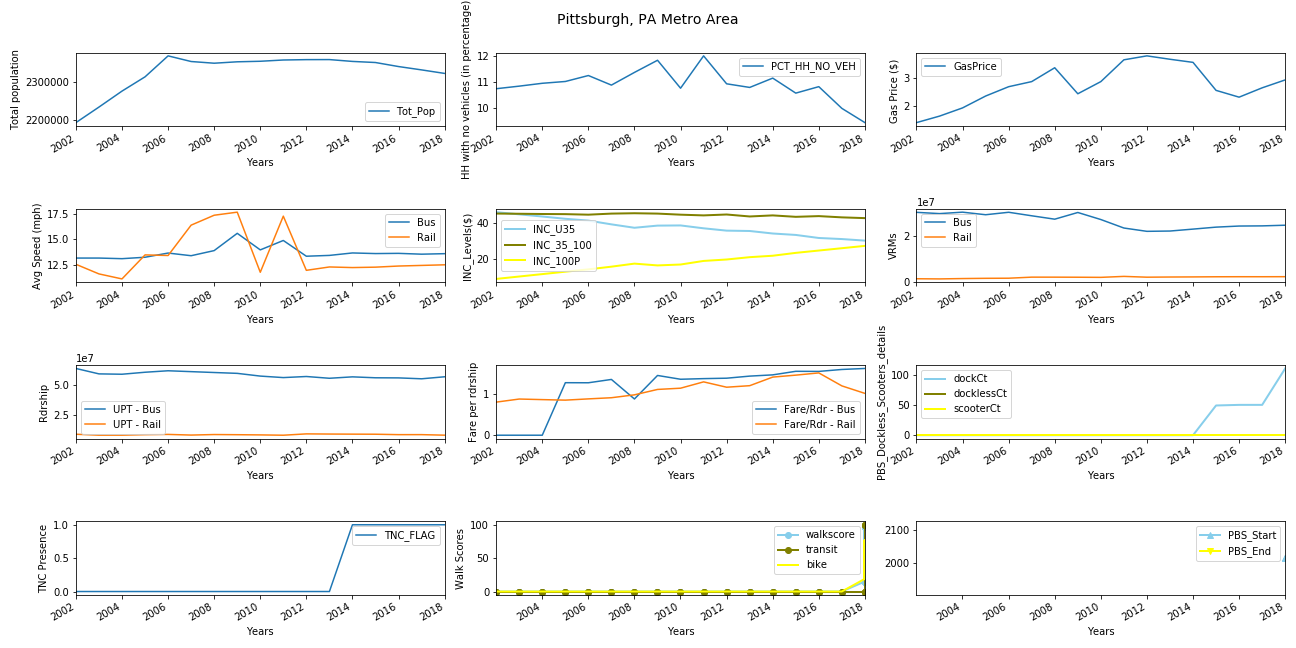 Pittsburgh, PA Metro Area
Total population
2300000
2200000
Tot_Pop
2002 2004 2006 2008 2010 2012 2014 2016 2018
Years
HH with no vehicles (in percentage)
12
11
10
PCT_HH_NO_VEH
2002 2004 2006 2008 2010 2012 2014 2016 2018
Years
Gas Price ($)
3
2
GasPrice
2002 2004 2006 2008 2010 2012 2014 2016 2018
Years
Avg Speed (mph)
17.5
15.0
12.5
Bus
Rail
2002 2004 2006 2008 2010 2012 2014 2016 2018
Years
INC_Levels($)
40
20
INC_U35
INC_35_100
INC_100P
2002 2004 2006 2008 2010 2012 2014 2016 2018
Years
1e7
VRMs
2
0
Bus
Rail
2002 2004 2006 2008 2010 2012 2014 2016 2018
Years
1e7
Rdrship
5.0
2.5
UPT - Bus
UPT - Rail
2002 2004 2006 2008 2010 2012 2014 2016 2018
Years
Fare per rdrship
1
0
Fare/Rdr - Bus
Fare/Rdr - Rail
2002 2004 2006 2008 2010 2012 2014 2016 2018
Years
PBS_Dockless_Scooters_details
100
50
0
dockCt
docklessCt
scooterCt
2002 2004 2006 2008 2010 2012 2014 2016 2018
Years
TNC Presence
1.0
0.5
0.0
TNC_FLAG
2002 2004 2006 2008 2010 2012 2014 2016 2018
Years
Walk Scores
100
50
0
walkscore
transit
bike
2004 2006 2008 2010 2012 2014 2016 2018
Years
2100
2000
PBS_Start
PBS_End
2004 2006 2008 2010 2012 2014 2016 2018
Years